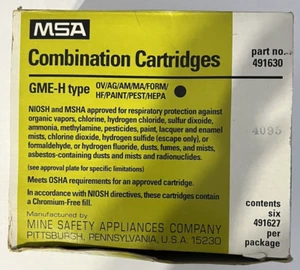 MSA
Combination Cartridges
part no.
491630
GME-H type
OV/AG/AM/MA/FORM/
HF/PAINT/PEST/HEPA
NIOSH and MSHA approved for respiratory protection against
organic vapors, chlorine, hydrogen chloride, sulfur dixoide,
ammonia, methylamine, pesticides, paint, lacquer and enamel
mists, chlorine dioxide, hydrogen sulfide (escape only), or
formaldehyde, or hydrogen fluoride, dusts, fumes, and mists,
asbestos-containing dusts and mists and radionuclides.
(see approval plate for specific limitations)
4095
Meets OSHA requirements for an approved cartridge.
In accordance with NIOSH directives, these cartridges contain
a Chromium-Free fill.
Manufactured by
MINE SAFETY APPLIANCES COMPANY
PITTSBURGH, PENNSYLVANIA, U.S.A. 15230
contents
six
491627
per
package